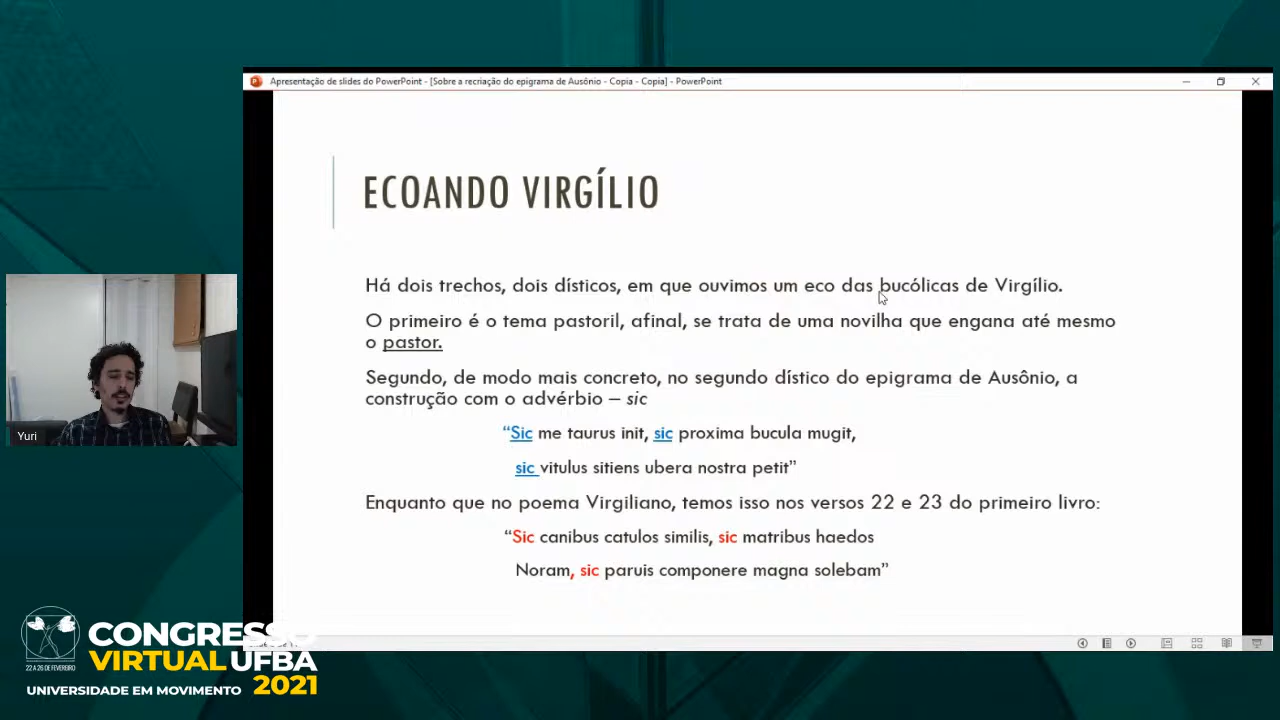 Apresentação de slides do PowerPoint - [Sobre a recriação do epigrama de Ausônio - Copia - Copia] - PowerPoint
ECOANDO VIRGÍLIO
Há dois trechos, dois dísticos, em que ouvimos um eco das bucólicas de Virgílio.
O primeiro é o tema pastoril, afinal, se trata de uma novilha que engana até mesmo
o pastor.
Segundo, de modo mais concreto, no segundo dístico do epigrama de Ausônio, a
construção com o advérbio – sic
“Sic me taurus init, sic proxima bucula mugit,
sic vitulus sitiens ubera nostra petit”
Enquanto que no poema Virgiliano, temos isso nos versos 22 e 23 do primeiro livro:
“Sic canibus catulos similis, sic matribus haedos
Noram, sic paruis componere magna solebam”
Yuri
22 A 26 DE FEVEREIRO
CONGRESSO
VIRTUAL UFBA
UNIVERSIDADE EM MOVIMENTO 2021